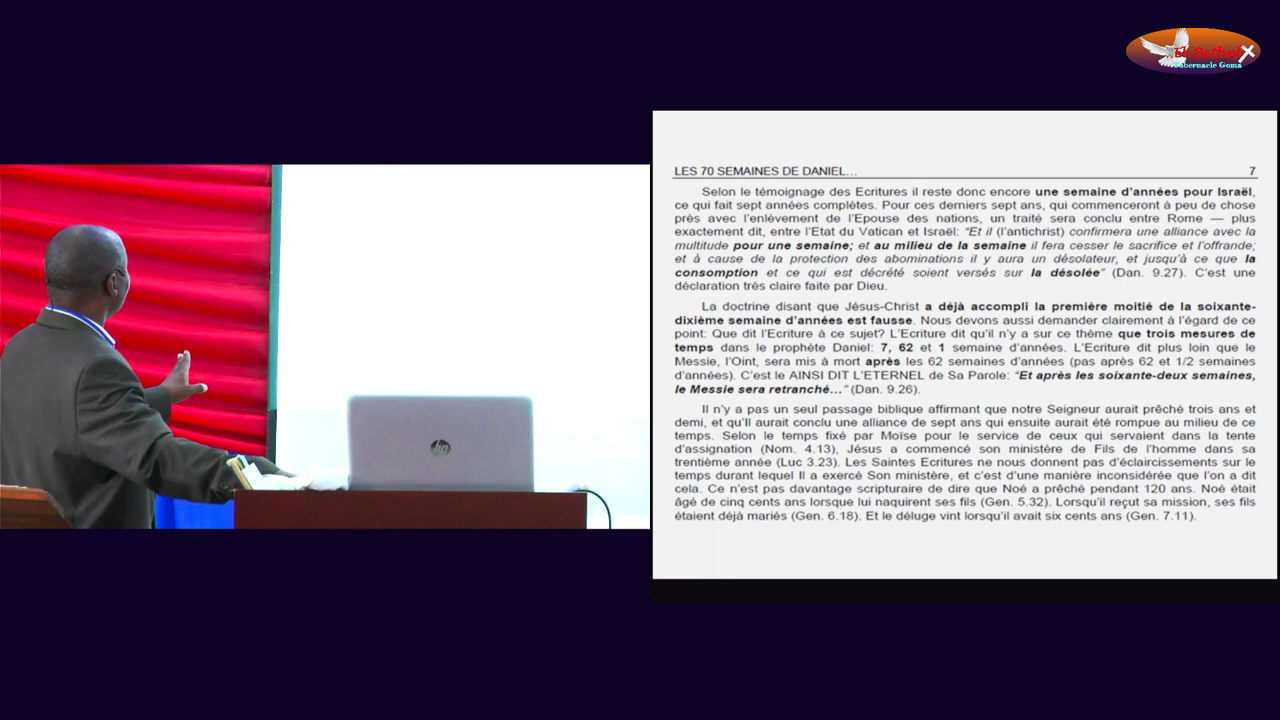 El-Bethel
Tabernacle Goma
LES 70 SEMAINES DE DANIEL… 7
Selon le témoignage des Ecritures il reste donc encore une semaine d'années pour Israël,
ce qui fait sept années complètes. Pour ces derniers sept ans, qui commenceront à peu de chose
près avec l'enlèvement de l'Epouse des nations, un traité sera conclu entre Rome — plus
exactement dit, entre l'Etat du Vatican et Israël: "Et il (l'antichrist) confirmera une alliance avec la
multitude pour une semaine; et au milieu de la semaine il fera cesser le sacrifice et l'offrande;
et à cause de la protection des abominations il y aura un désolateur, et jusqu'à ce que la
consomption et ce qui est décrété soient versés sur la désolée" (Dan. 9.27). C'est une
déclaration très claire faite par Dieu.
La doctrine disant que Jésus-Christ a déjà accompli la première moitié de la soixante-
dixième semaine d'années est fausse. Nous devons aussi demander clairement à l'égard de ce
point: Que dit l'Ecriture à ce sujet? L'Ecriture dit qu'il n'y a sur ce thème que trois mesures de
temps dans le prophète Daniel: 7, 62 et 1 semaine d'années. L'Ecriture dit plus loin que le
Messie, l'Oint, sera mis à mort après les 62 semaines d'années (pas après 62 et 1/2 semaines
d'années). C'est le AINSI DIT L'ETERNEL de Sa Parole: "Et après les soixante-deux semaines,
le Messie sera retranché…" (Dan. 9.26).
Il n'y a pas un seul passage biblique affirmant que notre Seigneur aurait prêché trois ans et
demi, et qu'Il aurait conclu une alliance de sept ans qui ensuite aurait été rompue au milieu de ce
temps. Selon le temps fixé par Moïse pour le service de ceux qui servaient dans la tente
d'assignation (Nom. 4.13), Jésus a commencé son ministère de Fils de l'homme dans sa
trentième année (Luc 3.23). Les Saintes Ecritures ne nous donnent pas d'éclaircissements sur le
temps durant lequel Il a exercé Son ministère, et c'est d'une manière inconsidérée que l'on a dit
cela. Ce n'est pas davantage scripturaire de dire que Noé a prêché pendant 120 ans. Noé était
âgé de cinq cents ans lorsque lui naquirent ses fils (Gen. 5.32). Lorsqu'il reçut sa mission, ses fils
étaient déjà mariés (Gen. 6.18). Et le déluge vint lorsqu'il avait six cents ans (Gen. 7.11).
hp